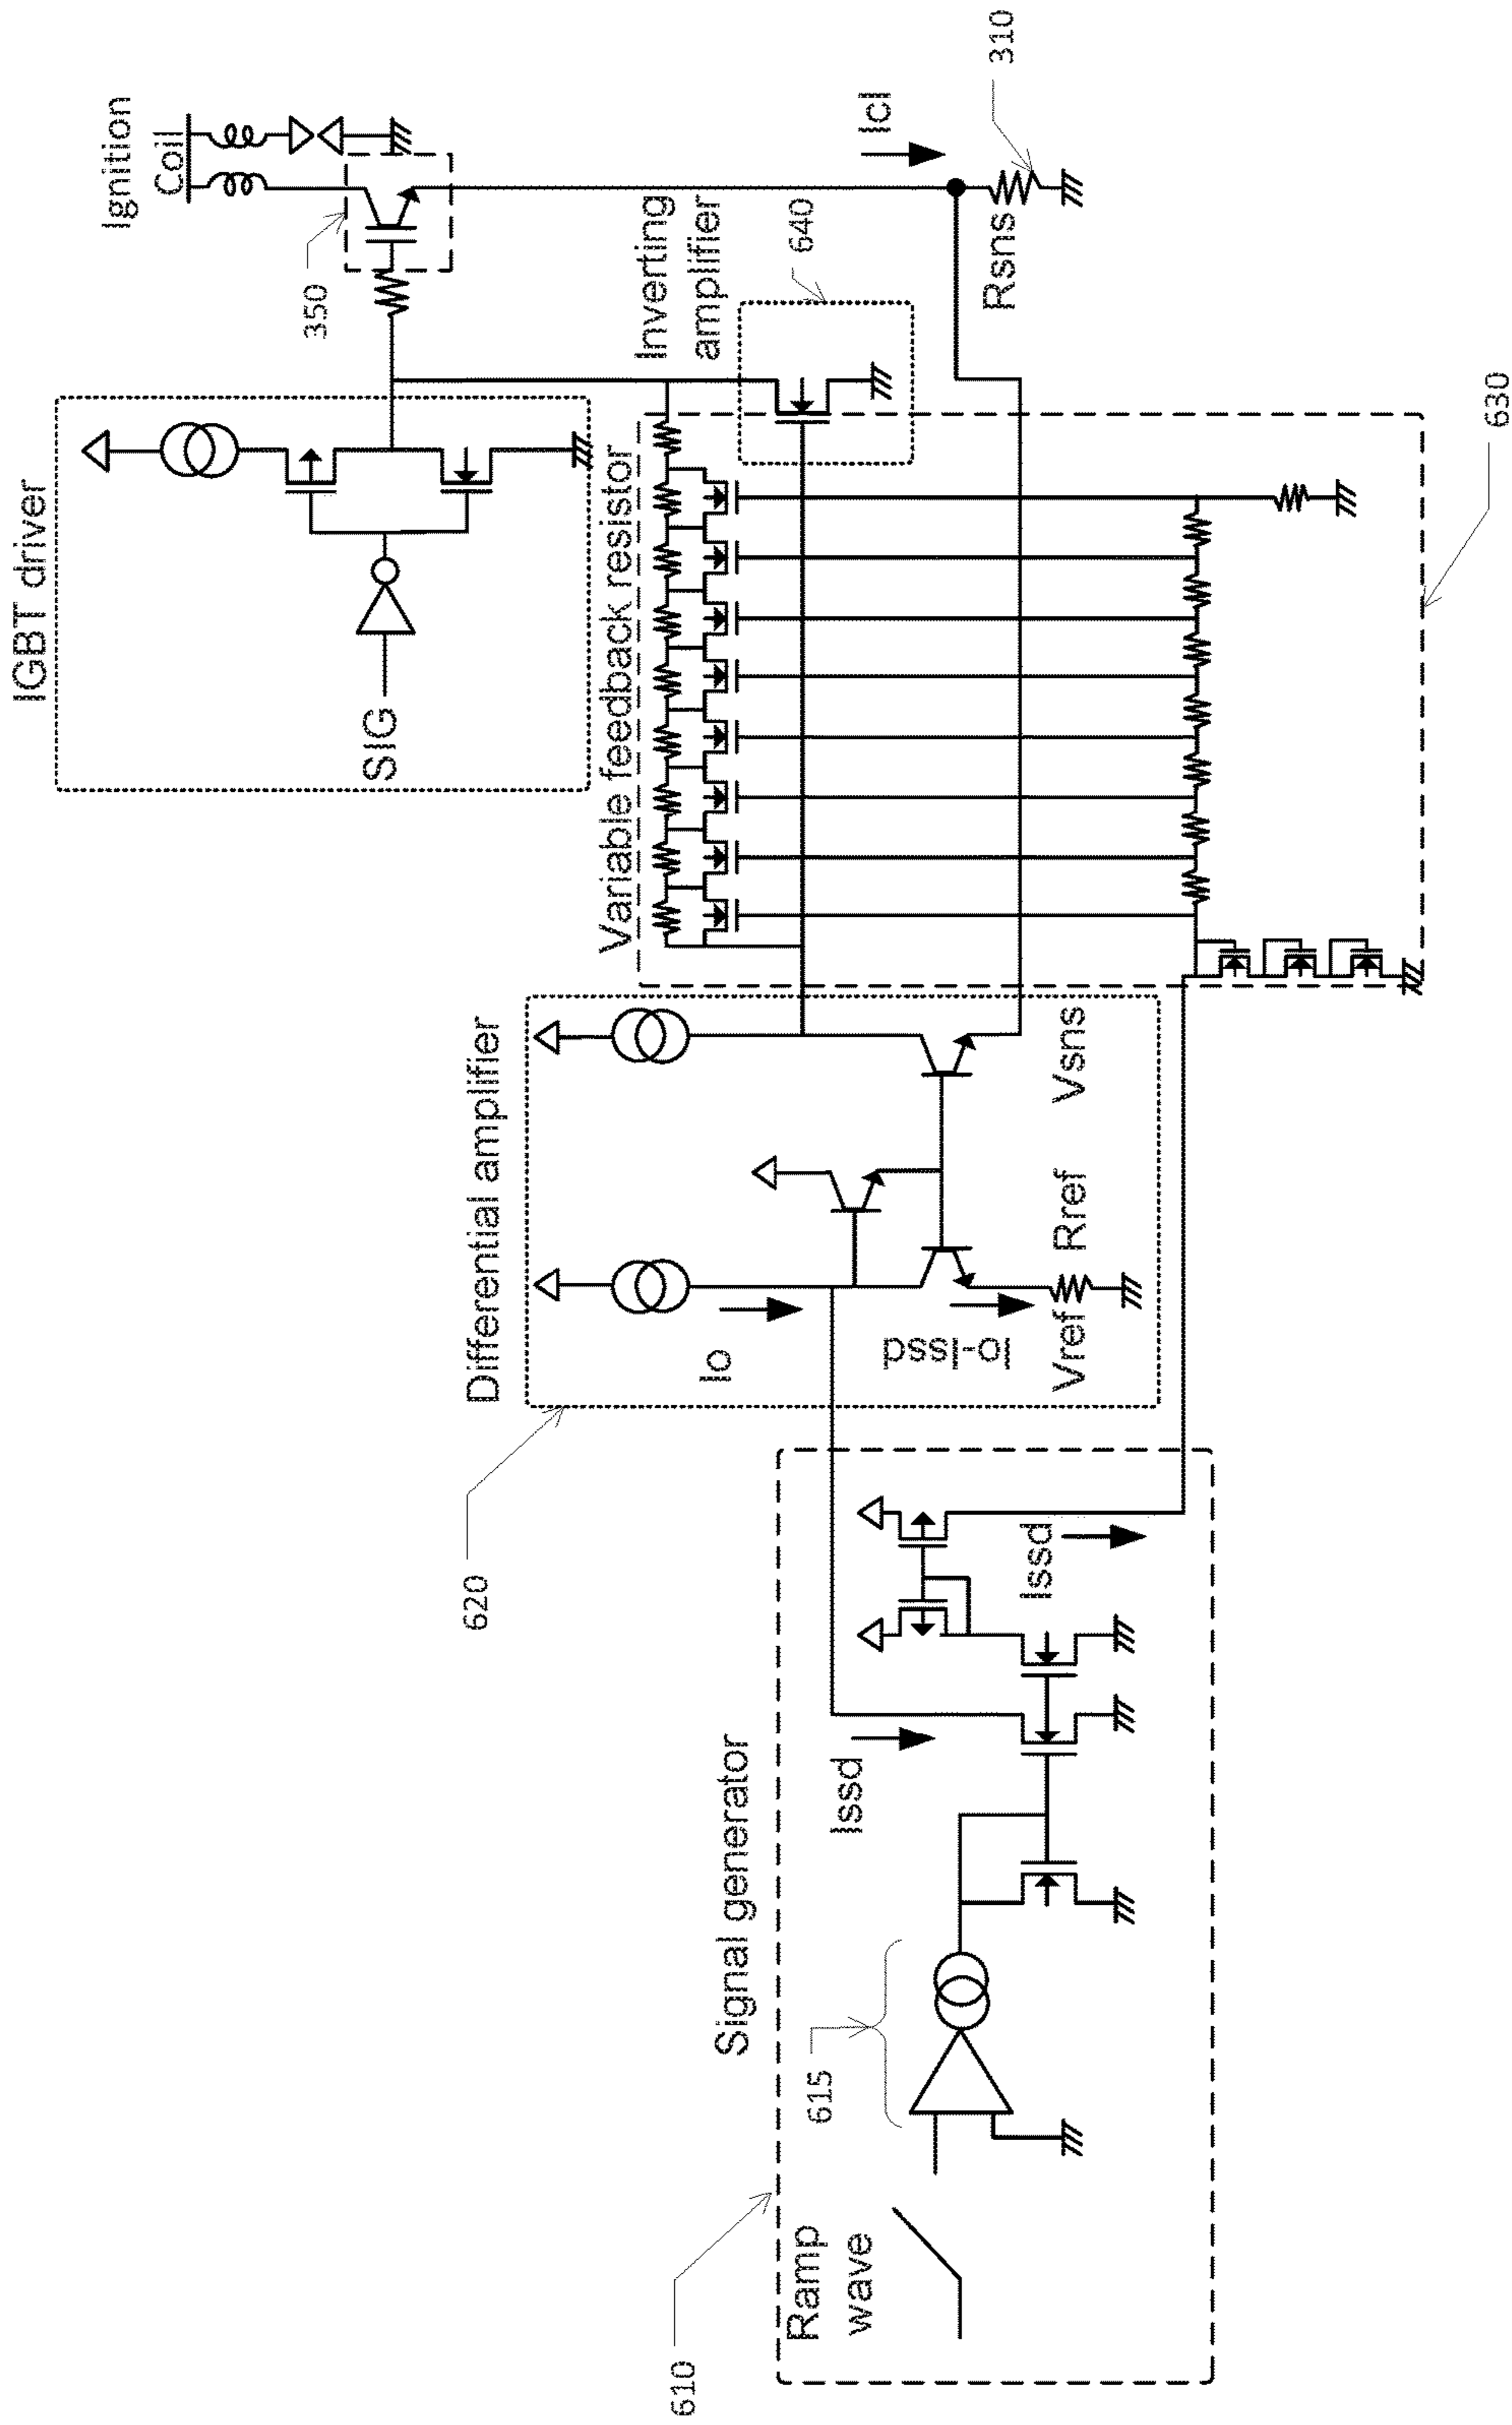 IGBT driver
SIG
Ignition
Coil
350
Variable feedback resistor
Inverting
amplifier
640
Icl
310
Rsns
630
Differential amplifier
620
Io
Io-Issd
Vref
Rref
Vsns
Signal generator
610
615
Ramp
wave
Issd
Issd